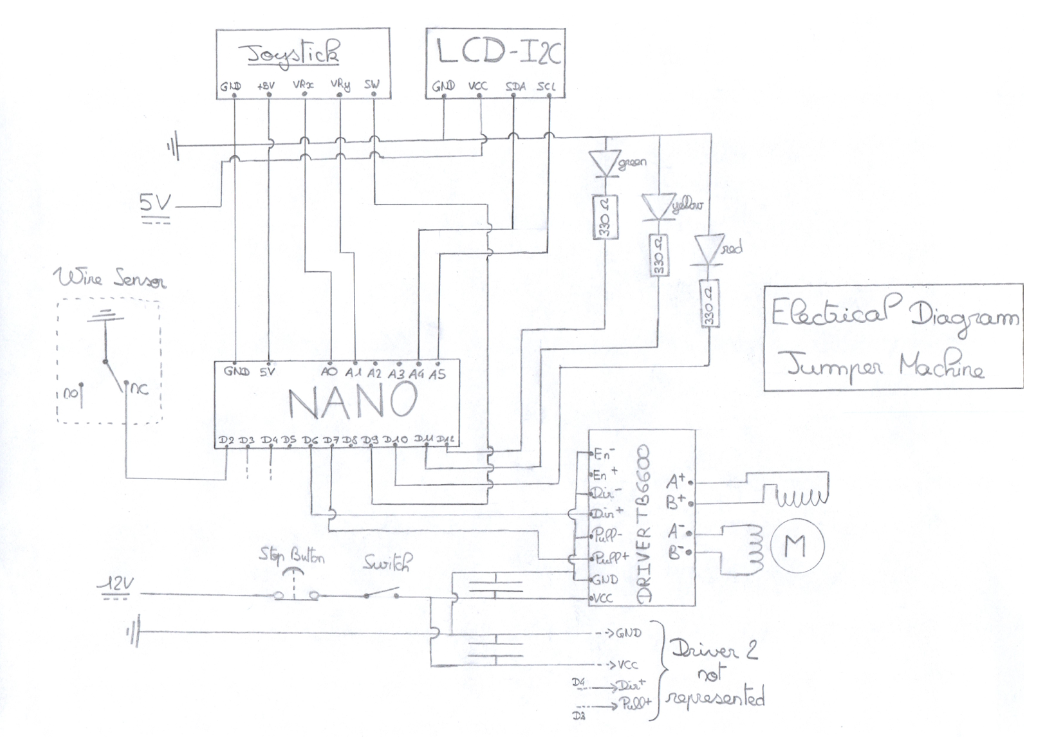 Joystick
GND +5V VRx VRy SW
LCD-I2C
GND VCC SDA SCL
5V
green
330 Ω
yellow
330 Ω
red
330 Ω
Wire Sensor
no nc
GND 5V A0 A1 A2 A3 A4 A5
NANO
D2 D3 D4 D5 D6 D7 D8 D9 D10 D11 D12
Electrical Diagram
Jumper Machine
En-
En+
Dir-
Dir+
Pull-
Pull+
GND
VCC
DRIVER TB6600
A+
B+
A-
B-
M
12V
Stop Button
Switch
GND
VCC
D4 Dir+
D3 Pull+
Driver 2
not
represented